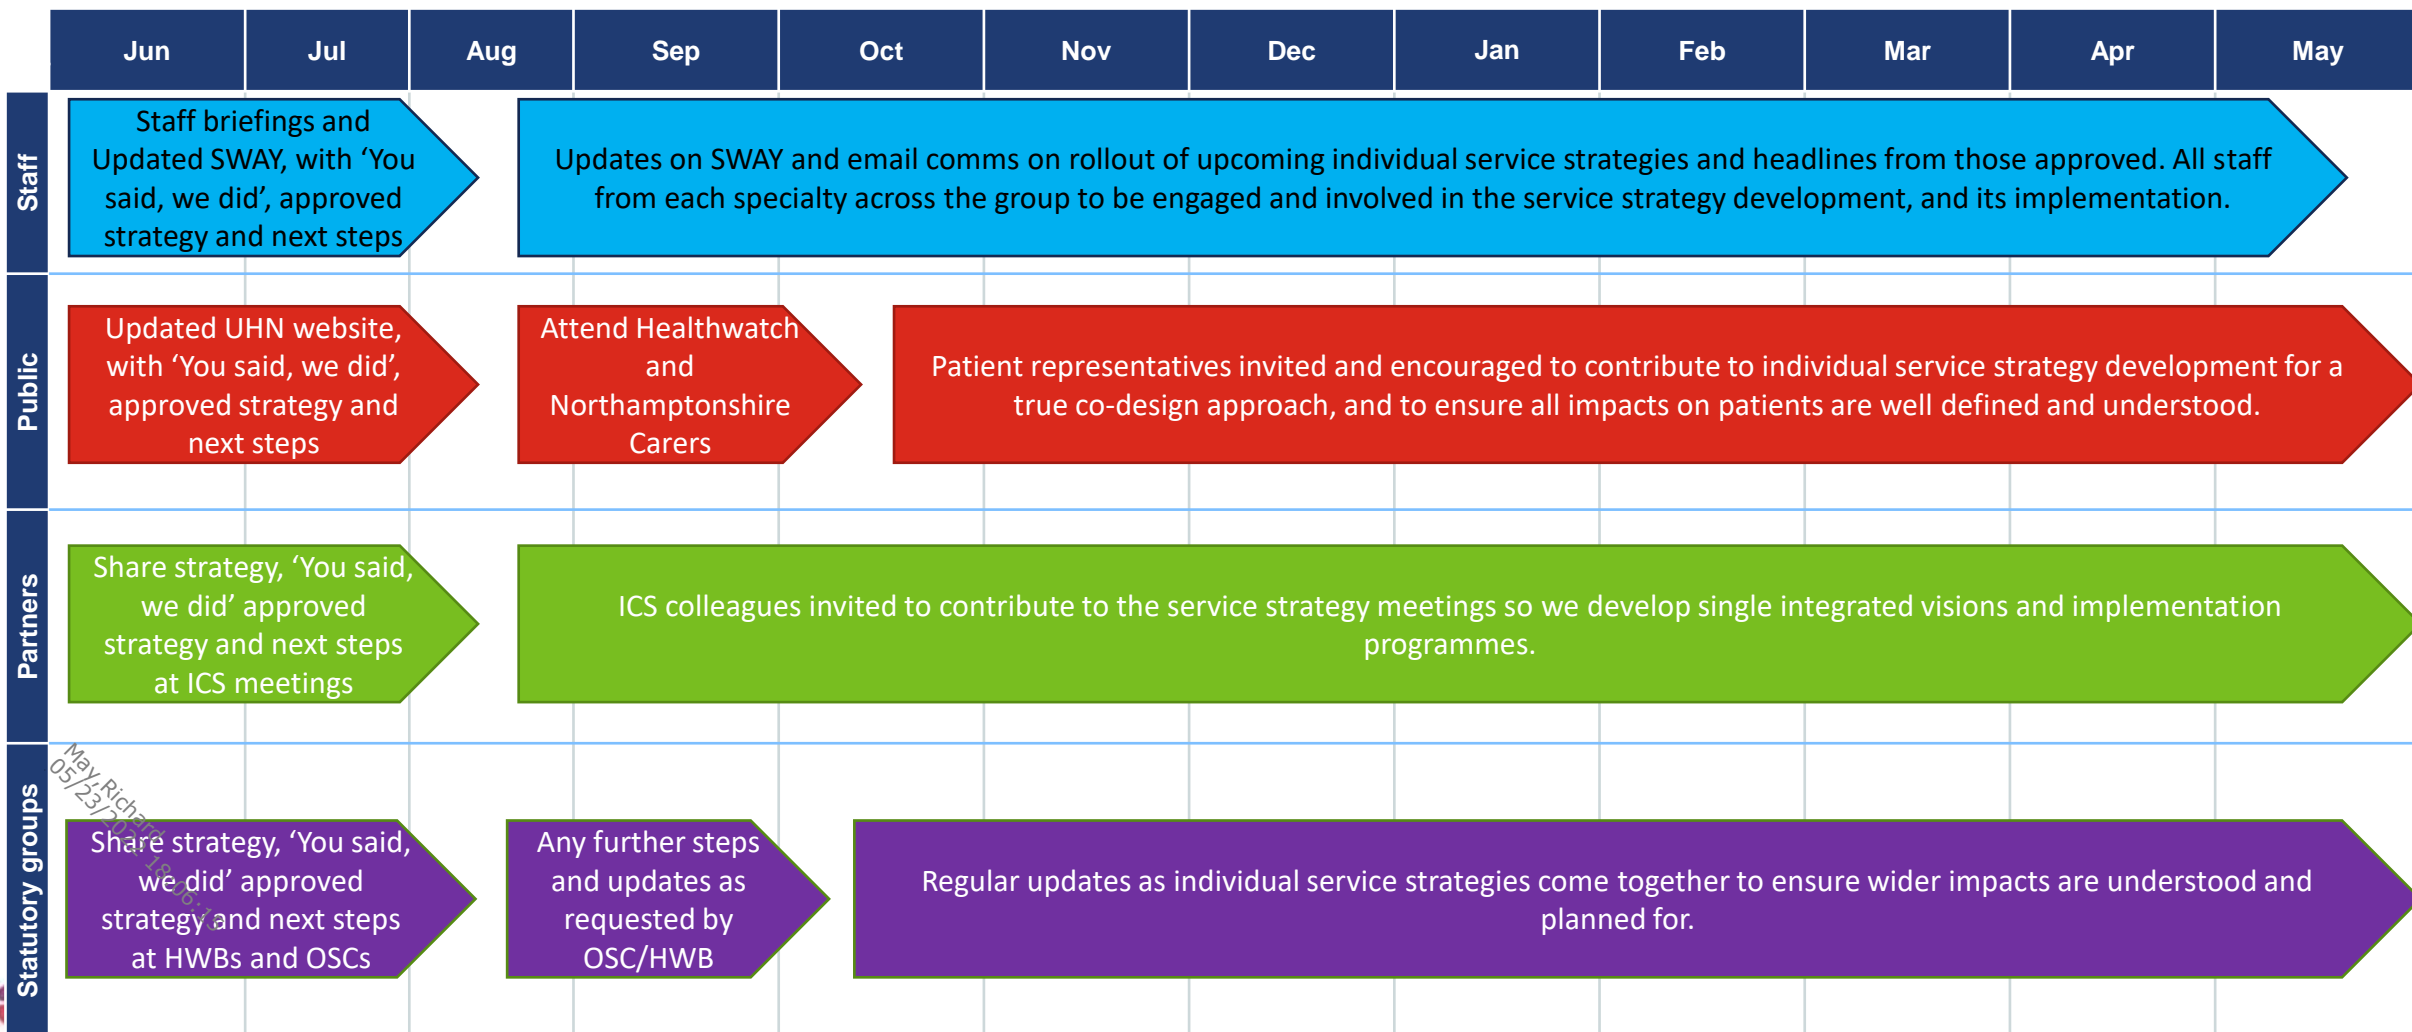 Jun Jul Aug Sep Oct Nov Dec Jan Feb Mar Apr May
Staff
Staff briefings and
Updated SWAY, with ‘You
said, we did’, approved
strategy and next steps
Updates on SWAY and email comms on rollout of upcoming individual service strategies and headlines from those approved. All staff
from each specialty across the group to be engaged and involved in the service strategy development, and its implementation.
Public
Updated UHN website,
with ‘You said, we did’,
approved strategy and
next steps
Attend Healthwatch
and
Northamptonshire
Carers
Patient representatives invited and encouraged to contribute to individual service strategy development for a
true co-design approach, and to ensure all impacts on patients are well defined and understood.
Partners
Share strategy, ‘You said,
we did’ approved
strategy and next steps
at ICS meetings
ICS colleagues invited to contribute to the service strategy meetings so we develop single integrated visions and implementation
programmes.
Statutory groups
Share strategy, ‘You said,
we did’ approved
strategy and next steps
at HWBs and OSCs
Any further steps
and updates as
requested by
OSC/HWB
Regular updates as individual service strategies come together to ensure wider impacts are understood and
planned for.
May,Richard
05/23/2022 18:06:13